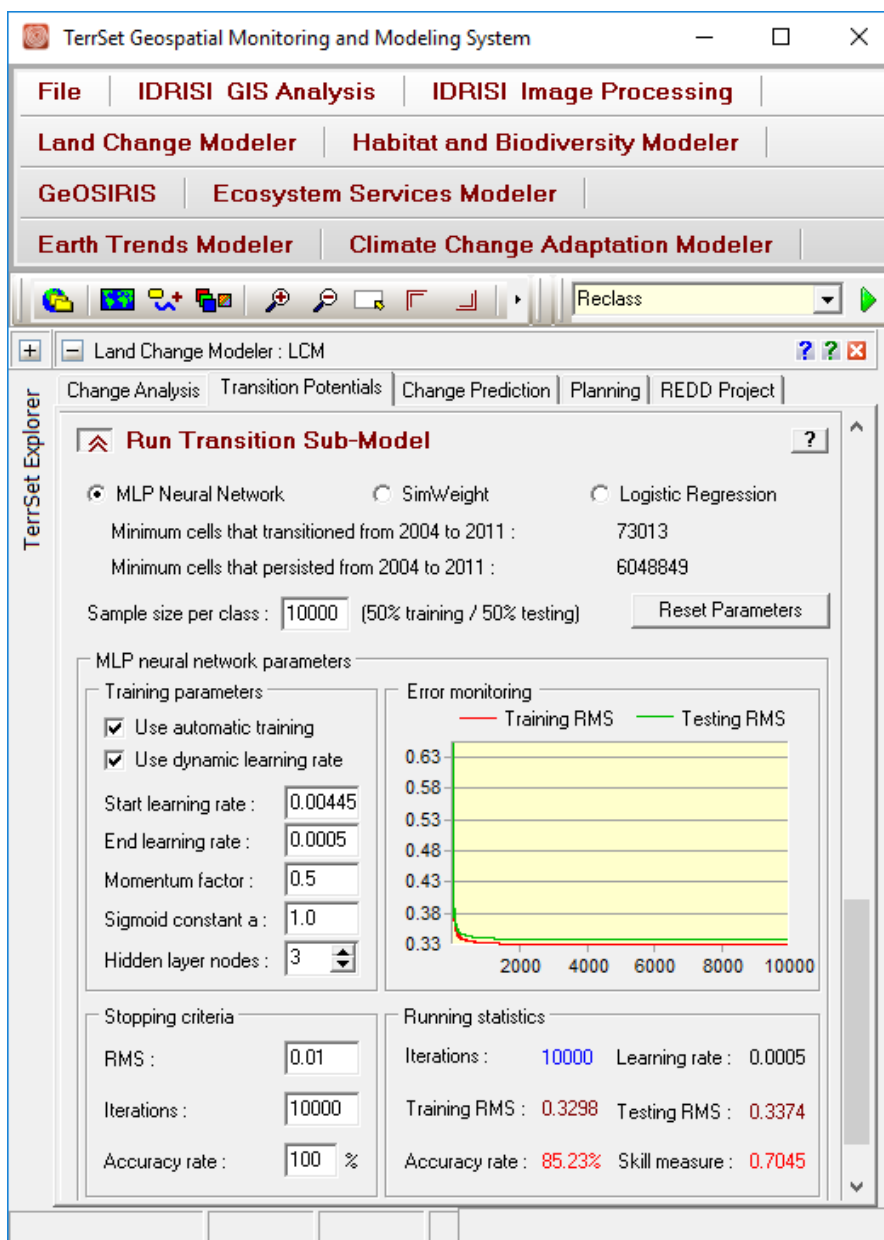 TerrSet Geospatial Monitoring and Modeling System
File IDRISI GIS Analysis IDRISI Image Processing
Land Change Modeler Habitat and Biodiversity Modeler
GeOSIRIS Ecosystem Services Modeler
Earth Trends Modeler Climate Change Adaptation Modeler
Reclass
Land Change Modeler : LCM ? ?
TerrSet Explorer
Change Analysis Transition Potentials Change Prediction Planning REDD Project
Run Transition Sub-Model ?
MLP Neural Network SimWeight Logistic Regression
Minimum cells that transitioned from 2004 to 2011 : 73013
Minimum cells that persisted from 2004 to 2011 : 6048849
Sample size per class : 10000 (50% training / 50% testing) Reset Parameters
MLP neural network parameters
Training parameters
Use automatic training
Use dynamic learning rate
Start learning rate : 0.00445
End learning rate : 0.0005
Momentum factor : 0.5
Sigmoid constant a : 1.0
Hidden layer nodes : 3
Error monitoring
Training RMS Testing RMS
0.63
0.58
0.53
0.48
0.43
0.38
0.33
2000 4000 6000 8000 10000
Stopping criteria
RMS : 0.01
Iterations : 10000
Accuracy rate : 100 %
Running statistics
Iterations : 10000 Learning rate : 0.0005
Training RMS : 0.3298 Testing RMS : 0.3374
Accuracy rate : 85.23% Skill measure : 0.7045